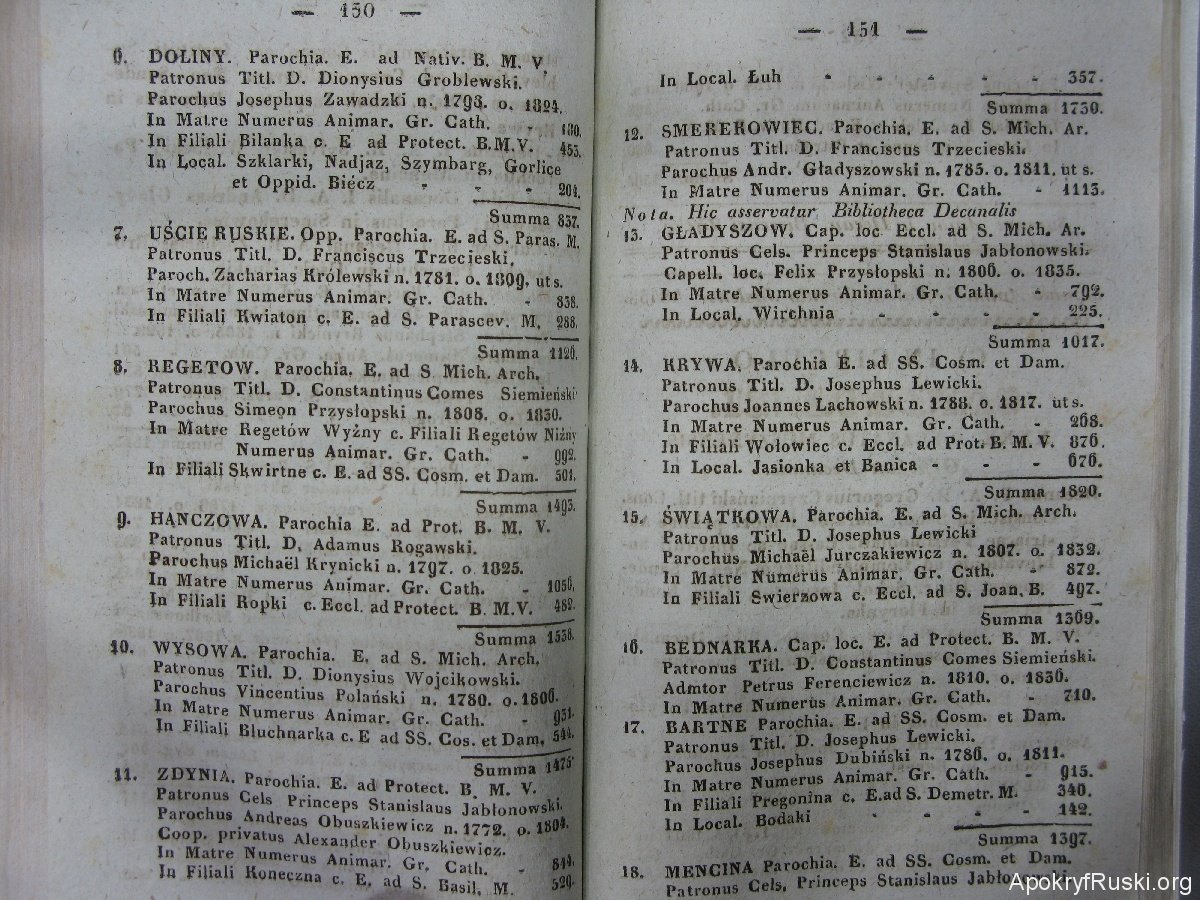 — 150 —
6. DOLINY. Parochia. E. ad Nativ. B. M. V.
Patronus Titl. D. Dionysius Groblewski.
Parochus Josephus Zawadzki n. 1793. o. 1824.
In Matre Numerus Animar. Gr. Cath. - 180.
In Filiali Bilanka c. E ad Protect. B.M.V. 453.
In Local. Szklarki, Nadjaz, Szymbarg, Gorlice
et Oppid. Biécz - - - 204.
Summa 837.
7. UŚCIE RUSKIE. Opp. Parochia. E. ad S. Paras. M.
Patronus Titl. D. Franciscus Trzecieski.
Paroch. Zacharias Królewski n. 1781. o. 1809. ut s.
In Matre Numerus Animar. Gr. Cath. - 838.
In Filiali Kwiaton c. E. ad S. Parascev. M. 288.
Summa 1126.
8. REGETOW. Parochia. E. ad S Mich. Arch.
Patronus Titl. D. Constantinus Comes Siemieński
Parochus Simeon Przysłopski n. 1808. o. 1830.
In Matre Regetów Wyżny c. Filiali Regetów Niżny
Numerus Animar. Gr. Cath. - 992.
In Filiali Skwirtne c. E. ad SS. Cosm. et Dam. 501.
Summa 1493.
9. HANCZOWA. Parochia E. ad Prot. B. M. V.
Patronus Titl. D. Adamus Rogawski.
Parochus Michaël Krynicki n. 1797. o. 1825.
In Matre Numerus Animar. Gr. Cath. - 1056.
In Filiali Ropki c. Eccl. ad Protect. B. M. V. 482.
Summa 1538.
10. WYSOWA. Parochia. E. ad S. Mich. Arch.
Patronus Titl. D. Dionysius Wojcikowski.
Parochus Vincentius Polański n. 1780. o. 1806.
In Matre Numerus Animar. Gr. Cath. - 931.
In Filiali Bluchnarka c. E ad SS. Cos. et Dam. 544.
Summa 1475.
11. ZDYNIA. Parochia. E. ad Protect. B. M. V.
Patronus Cels Princeps Stanislaus Jabłonowski.
Parochus Andreas Obuszkiewicz n. 1772. o. 1804.
Coop. privatus Alexander Obuszkiewicz.
In Matre Numerus Animar. Gr. Cath. - 844.
In Filiali Koneczna c. E. ad S. Basil. M. 529.
— 151 —
In Local. Łuh - - - - - 357.
Summa 1730.
12. SMEREKOWIEC. Parochia. E. ad S. Mich. Ar.
Patronus Titl. D. Franciscus Trzecieski.
Parochus Andr. Gładyszowski n. 1785. o. 1811. ut s.
In Matre Numerus Animar. Gr. Cath. - 1113.
Nota. Hic asservatur Bibliotheca Decanalis
13. GŁADYSZOW. Cap. loc. Eccl. ad S. Mich. Ar.
Patronus Cels. Princeps Stanislaus Jabłonowski.
Capell. loc. Felix Przysłopski n. 1806. o. 1835.
In Matre Numerus Animar. Gr. Cath. - 792.
In Local. Wirchnia - - - - 225.
Summa 1017.
14. KRYWA. Parochia E. ad SS. Cosm. et Dam.
Patronus Titl. D. Josephus Lewicki.
Parochus Joannes Lachowski n. 1788. o. 1817. ut s.
In Matre Numerus Animar. Gr. Cath. - 268.
In Filiali Wołowiec c. Eccl. ad Prot. B. M. V. 876.
In Local. Jasionka et Banica - - - 676.
Summa 1820.
15. ŚWIĄTKOWA. Parochia. E. ad S. Mich. Arch.
Patronus Titl. D. Josephus Lewicki
Parochus Michaël Jurczakiewicz n. 1807. o. 1832.
In Matre Numerus Animar. Gr. Cath. - 872.
In Filiali Swierzowa c. Eccl. ad S. Joan. B. 497.
Summa 1369.
16. BEDNARKA. Cap. loc. E. ad Protect. B. M. V.
Patronus Titl. D. Constantinus Comes Siemieński.
Admtor Petrus Ferenciewicz n. 1810. o. 1836.
In Matre Numerus Animar. Gr. Cath. - 710.
17. BARTNE Parochia. E. ad SS. Cosm. et Dam.
Patronus Titl. D. Josephus Lewicki.
Parochus Josephus Dubiński n. 1786. o. 1811.
In Matre Numerus Animar. Gr. Cath. - 915.
In Filiali Pregonina c. E. ad S. Demetr. M. 340.
In Local. Bodaki - - - - 142.
Summa 1397.
18. MENCINA Parochia. E. ad SS. Cosm. et Dam.
Patronus Cels. Princeps Stanislaus Jabłonowski.
ApokryfRuski.org